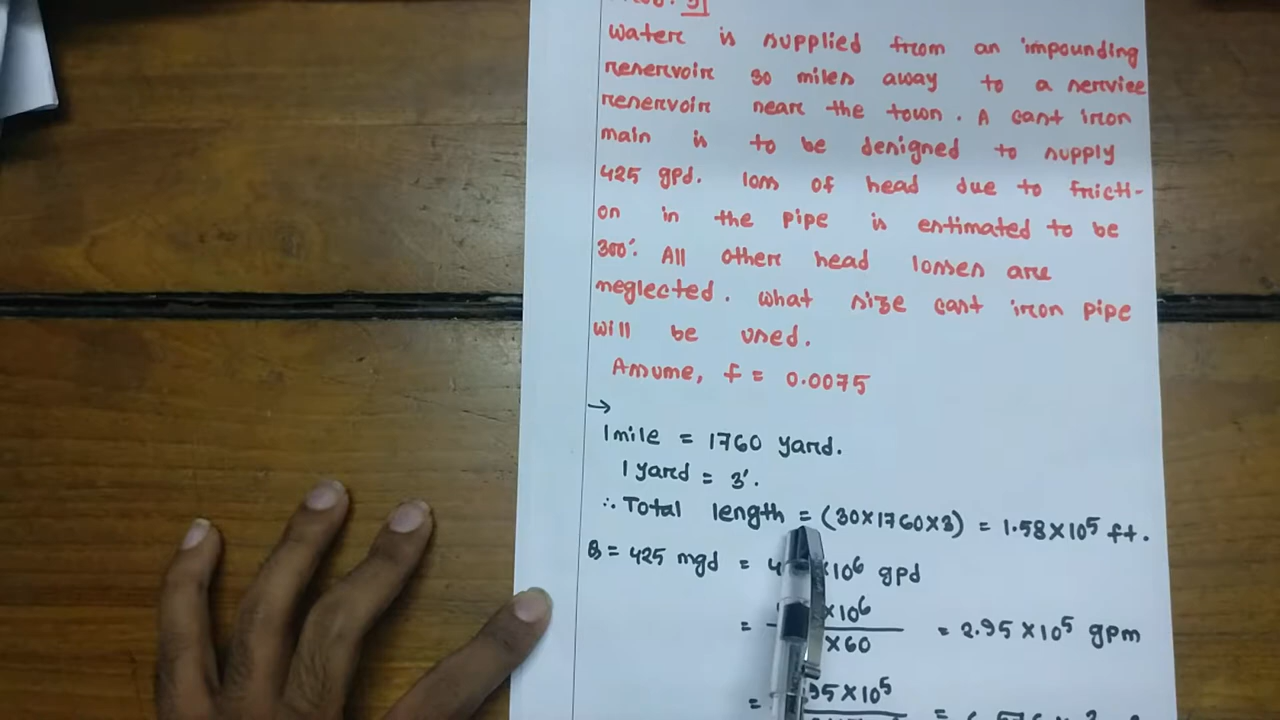 Water is supplied from an impounding
reservoir 30 miles away to a service
reservoir near the town. A cast iron
main is to be designed to supply
425 gpd. loss of head due to fricti-
on in the pipe is estimated to be
300'. All other head losses are
neglected. What size cast iron pipe
will be used.
Assume, f = 0.0075
→
1mile = 1760 yard.
1 yard = 3'.
∴ Total length = (30×1760×3) = 1.58×10⁵ ft.
Q = 425 mgd = 4 ×10⁶ gpd
= ×10⁶ / ×60 = 2.95×10⁵ gpm
= 95×10⁵ =